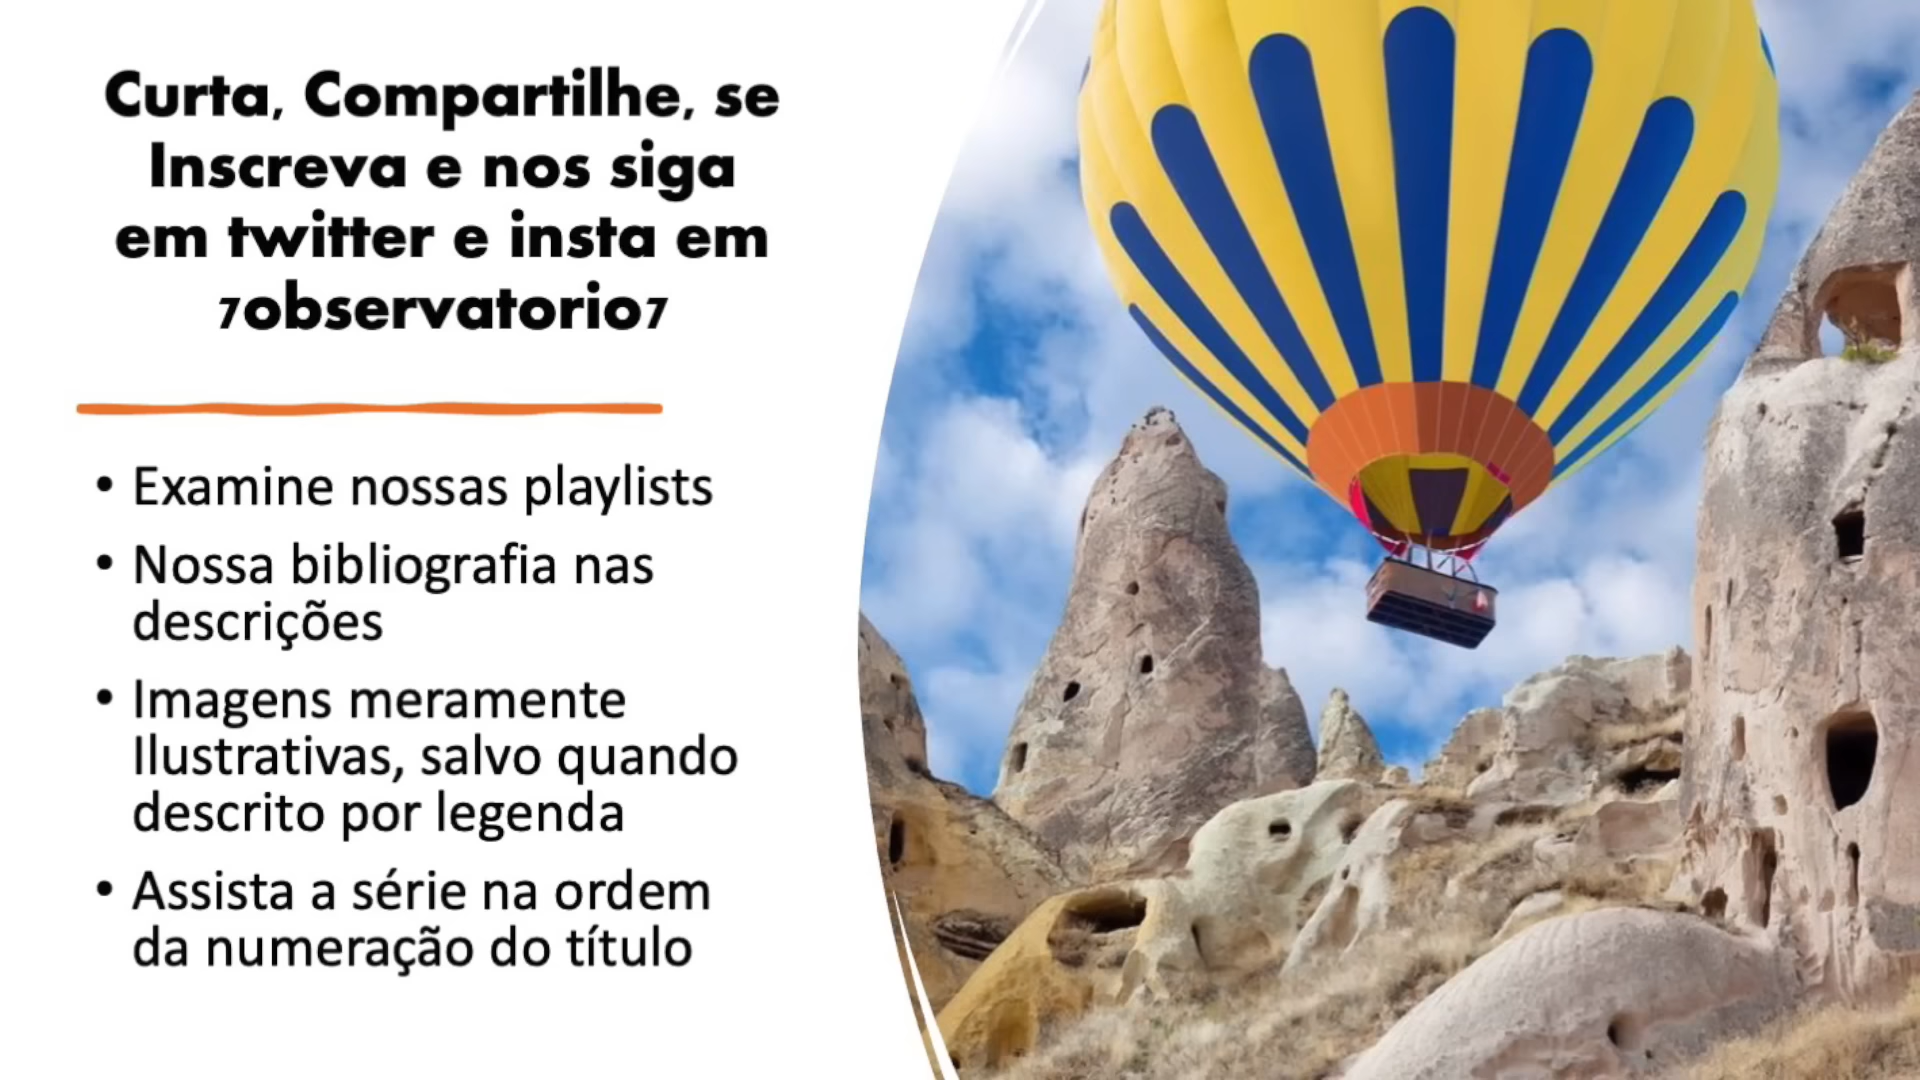 Curta, Compartilhe, se
Inscreva e nos siga
em twitter e insta em
7observatorio7
• Examine nossas playlists
• Nossa bibliografia nas
descrições
• Imagens meramente
Ilustrativas, salvo quando
descrito por legenda
• Assista a série na ordem
da numeração do título